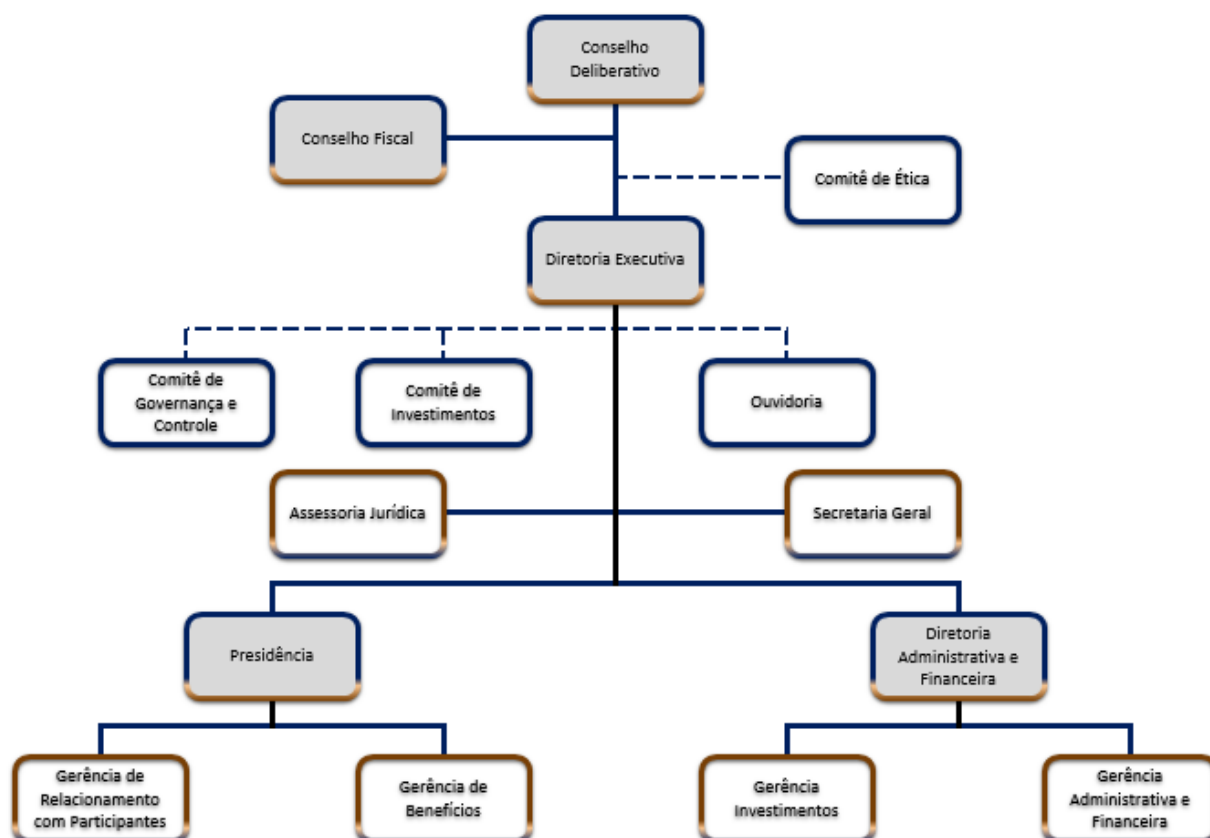 Conselho
Deliberativo
Conselho Fiscal
Comitê de Ética
Diretoria Executiva
Comitê de
Governança e
Controle
Comitê de
Investimentos
Ouvidoria
Assessoria Jurídica
Secretaria Geral
Presidência
Diretoria
Administrativa e
Financeira
Gerência de
Relacionamento
com Participantes
Gerência de
Benefícios
Gerência
Investimentos
Gerência
Administrativa e
Financeira